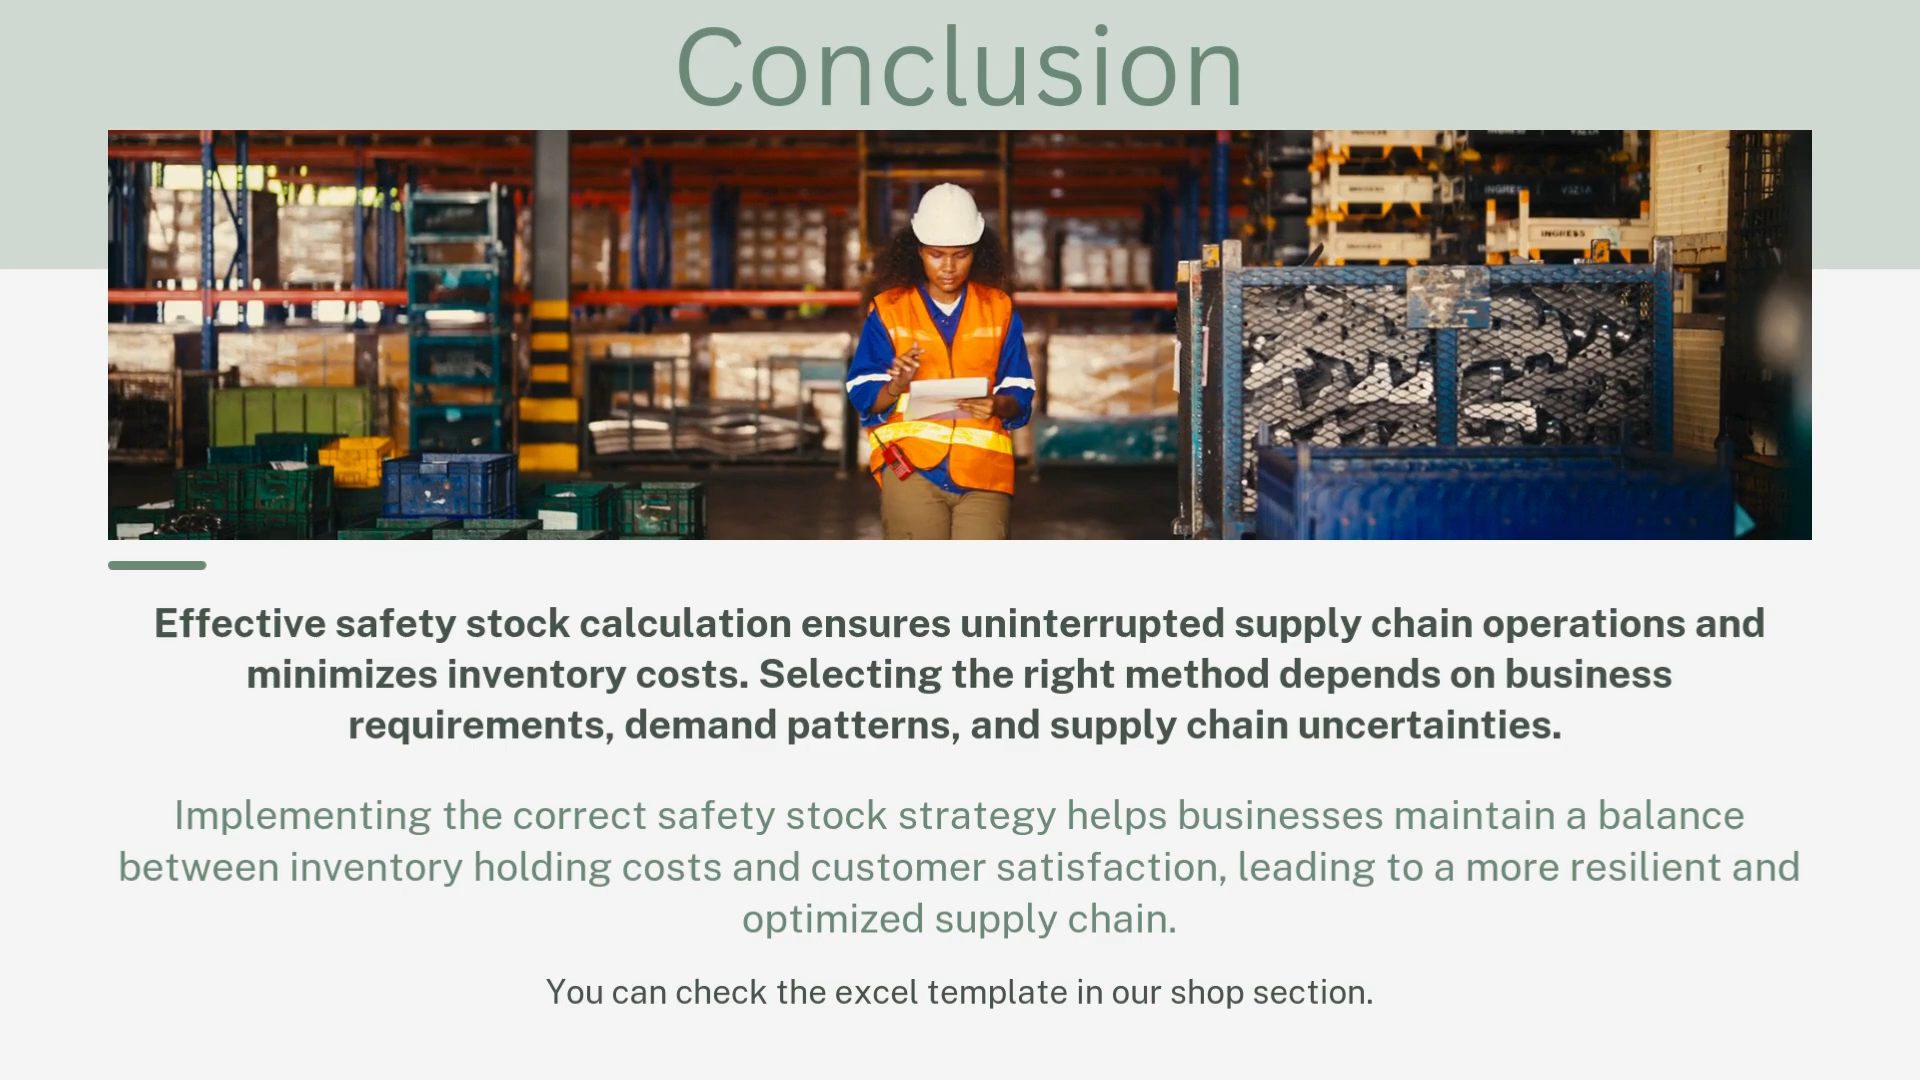 Conclusion
INGRESS
VIZIA
INGRESS
Effective safety stock calculation ensures uninterrupted supply chain operations and
minimizes inventory costs. Selecting the right method depends on business
requirements, demand patterns, and supply chain uncertainties.
Implementing the correct safety stock strategy helps businesses maintain a balance
between inventory holding costs and customer satisfaction, leading to a more resilient and
optimized supply chain.
You can check the excel template in our shop section.